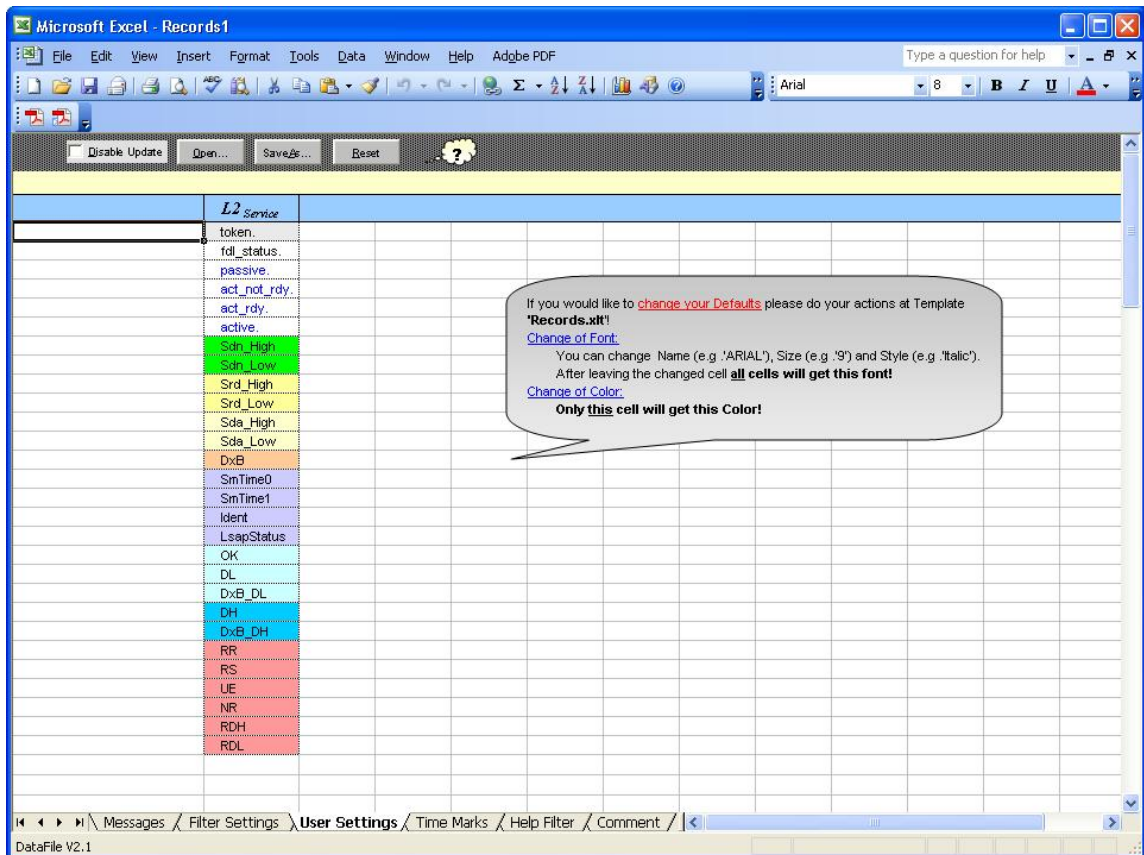 Microsoft Excel - Records1
File Edit View Insert Format Tools Data Window Help Adobe PDF Type a question for help
Arial 8 B I U A
Disable Update Open... SaveAs... Reset ?
L2 Service
token.
fdl_status.
passive.
act_not_rdy.
act_rdy.
active.
Sdn_High
Sdn_Low
Srd_High
Srd_Low
Sda_High
Sda_Low
DxB
SmTime0
SmTime1
Ident
LsapStatus
OK
DL
DxB_DL
DH
DxB_DH
RR
RS
UE
NR
RDH
RDL
If you would like to change your Defaults please do your actions at Template
'Records.xlt'!
Change of Font:
You can change Name (e.g .'ARIAL'), Size (e.g .'9') and Style (e.g .'Italic').
After leaving the changed cell all cells will get this font!
Change of Color:
Only this cell will get this Color!
Messages / Filter Settings \ User Settings / Time Marks / Help Filter / Comment /
DataFile V2.1